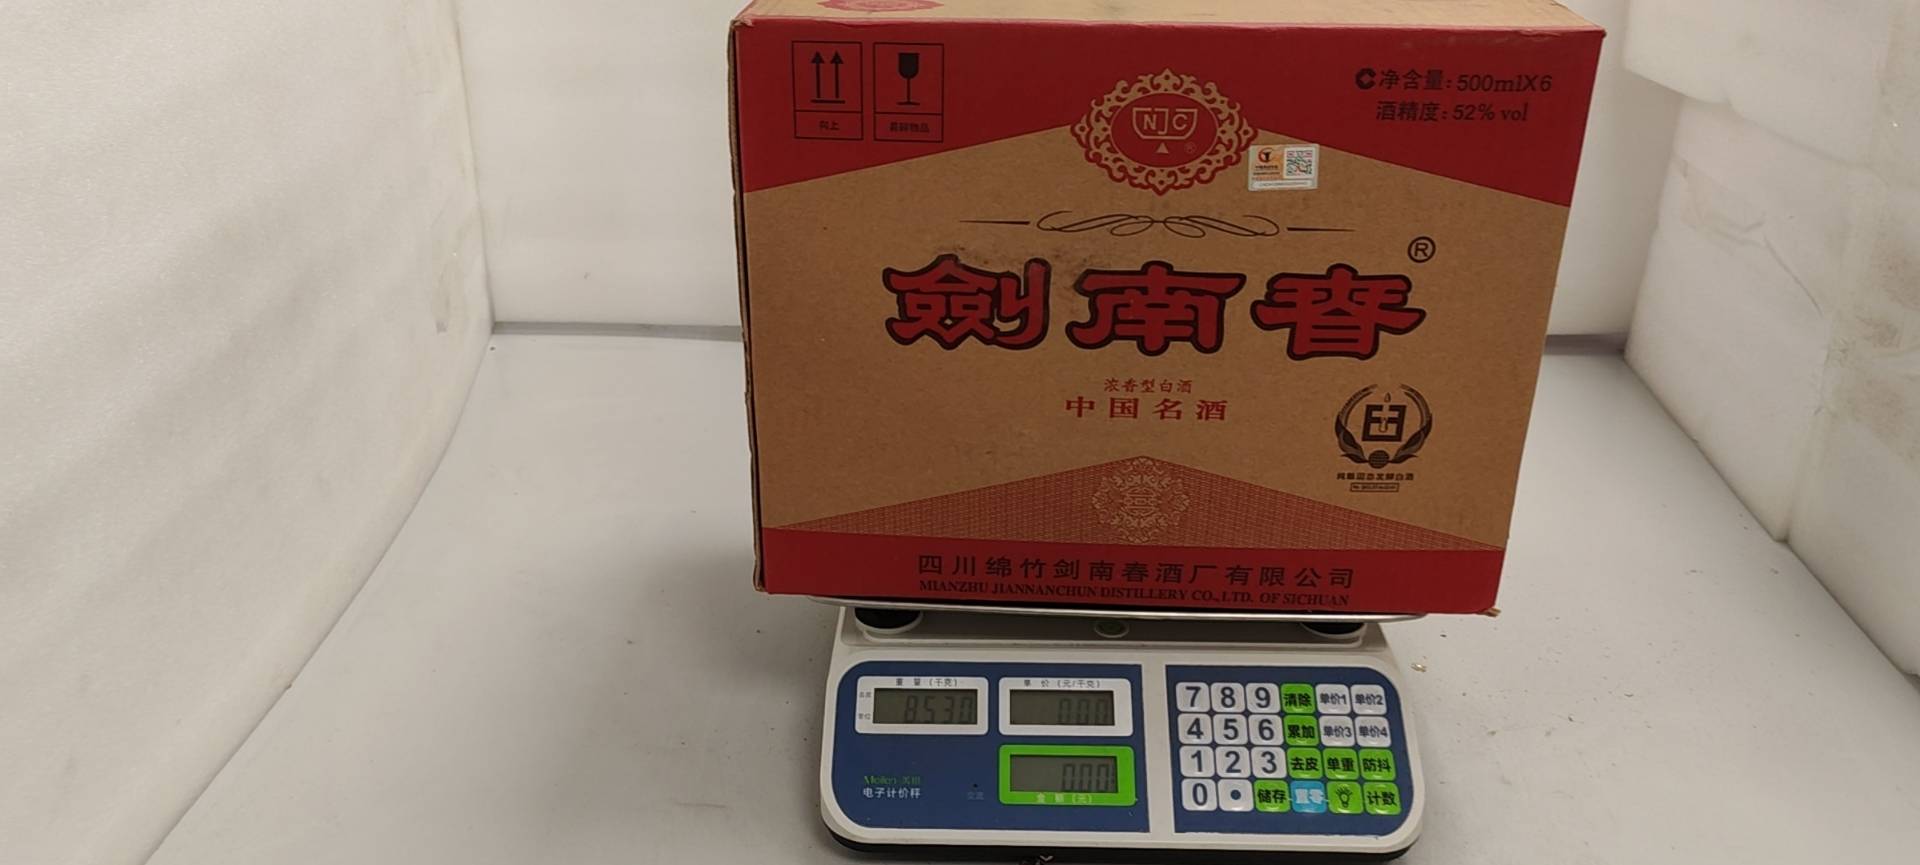 向上
易碎物品
净含量: 500mlX6
酒精度: 52% vol
NJC
®
劍南春®
浓香型白酒
中国名酒
四川绵竹剑南春酒厂有限公司
MIANZHU JIANNANCHUN DISTILLERY CO., LTD. OF SICHUAN
重量(千克)
单价(元/千克)
8.530
0.00
0.00
金额(元)
Meilen
电子计价秤
交流
7 8 9 清除 单价1 单价2
4 5 6 累加 单价3 单价4
1 2 3 去皮 单重 防抖
0 • 储存 置零 计数